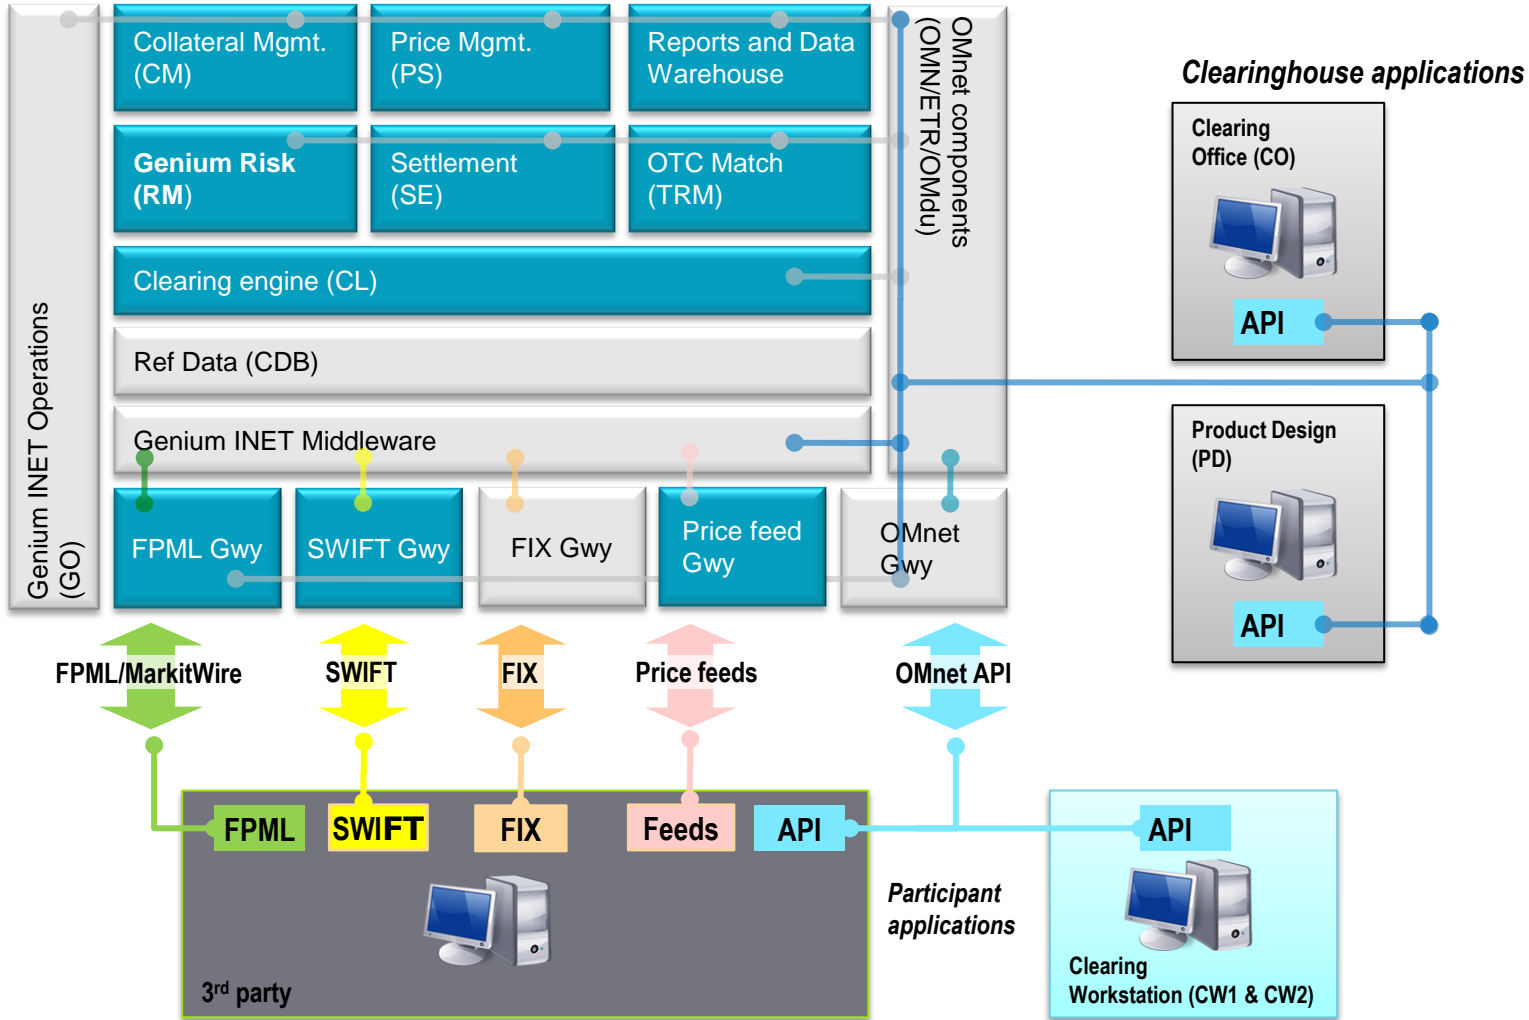 Collateral Mgmt.
(CM)
Price Mgmt.
(PS)
Reports and Data
Warehouse
OMnet components
(OMN/ETR/OMdu)
Genium Risk
(RM)
Settlement
(SE)
OTC Match
(TRM)
Clearing engine (CL)
Ref Data (CDB)
Genium INET Middleware
Genium INET Operations
(GO)
FPML Gwy
SWIFT Gwy
FIX Gwy
Price feed
Gwy
OMnet
Gwy
Clearinghouse applications
Clearing
Office (CO)
API
Product Design
(PD)
API
FPML/MarkitWire
SWIFT
FIX
Price feeds
OMnet API
FPML
SWIFT
FIX
Feeds
API
API
3rd party
Participant
applications
Clearing
Workstation (CW1 & CW2)